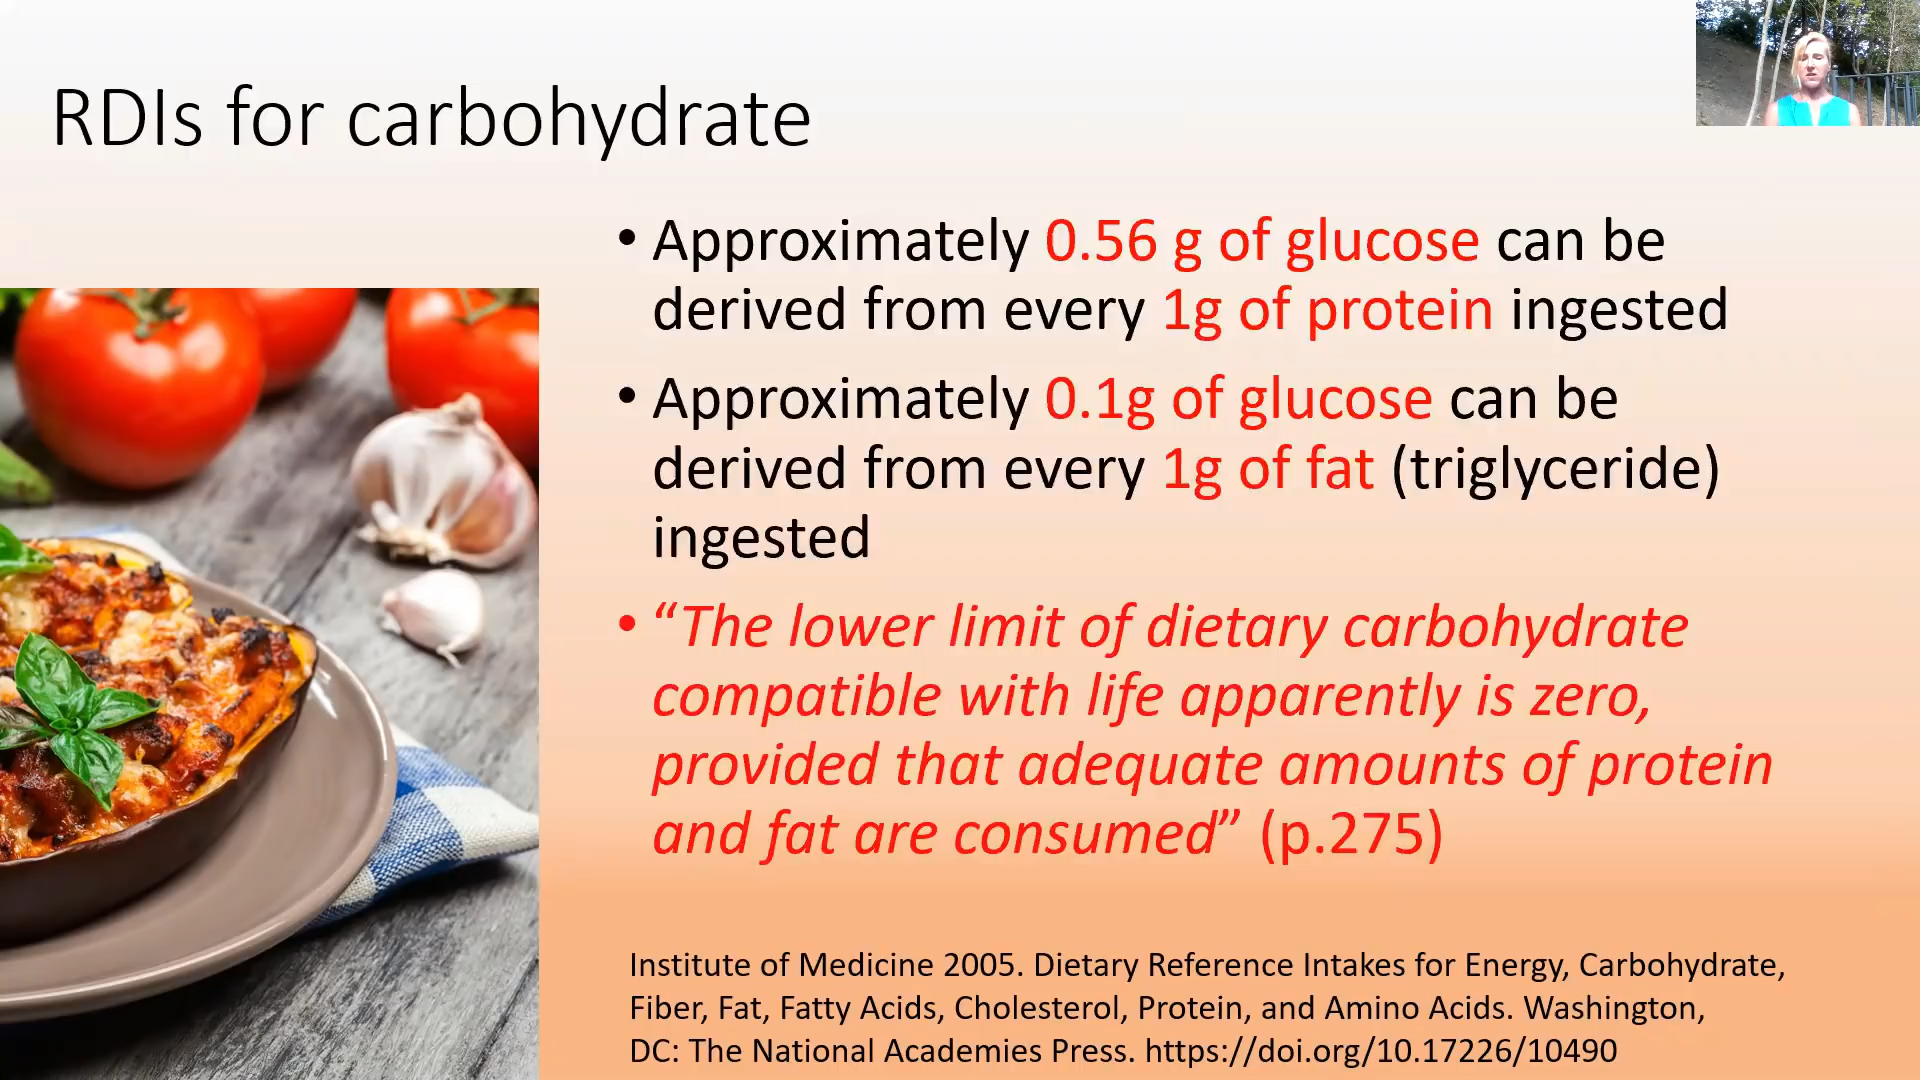 RDIs for carbohydrate
• Approximately 0.56 g of glucose can be
derived from every 1g of protein ingested
• Approximately 0.1g of glucose can be
derived from every 1g of fat (triglyceride)
ingested
• “The lower limit of dietary carbohydrate
compatible with life apparently is zero,
provided that adequate amounts of protein
and fat are consumed” (p.275)
Institute of Medicine 2005. Dietary Reference Intakes for Energy, Carbohydrate,
Fiber, Fat, Fatty Acids, Cholesterol, Protein, and Amino Acids. Washington,
DC: The National Academies Press. https://doi.org/10.17226/10490